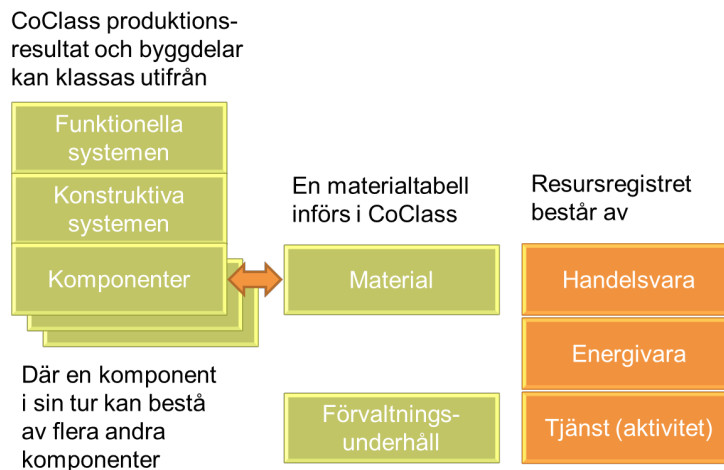 CoClass produktions-
resultat och byggdelar
kan klassas utifrån
Funktionella
systemen
Konstruktiva
systemen
Komponenter
Där en komponent
i sin tur kan bestå
av flera andra
komponenter
En materialtabell
införs i CoClass
Material
Förvaltnings-
underhåll
Resursregistret
består av
Handelsvara
Energivara
Tjänst (aktivitet)